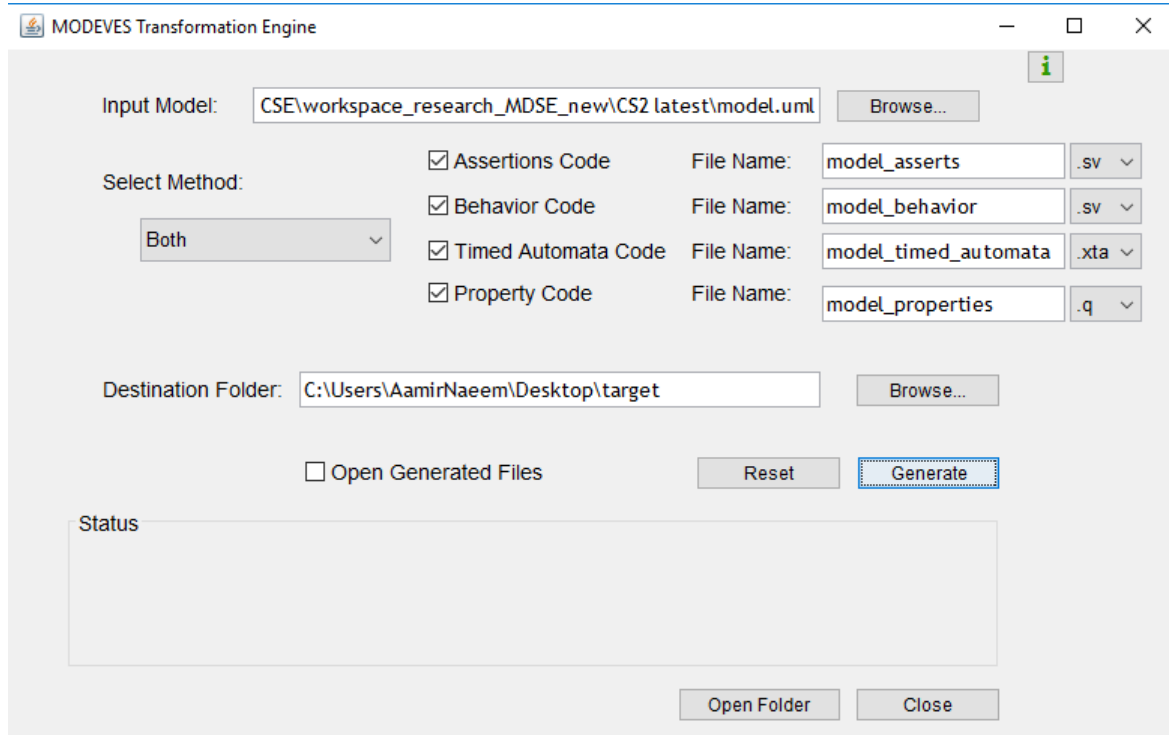 MODEVES Transformation Engine
i
Input Model: CSE\workspace_research_MDSE_new\CS2 latest\model.uml Browse...
Select Method:
Both
Assertions Code File Name: model_asserts .sv
Behavior Code File Name: model_behavior .sv
Timed Automata Code File Name: model_timed_automata .xta
Property Code File Name: model_properties .q
Destination Folder: C:\Users\AamirNaeem\Desktop\target Browse...
Open Generated Files Reset Generate
Status
Open Folder Close